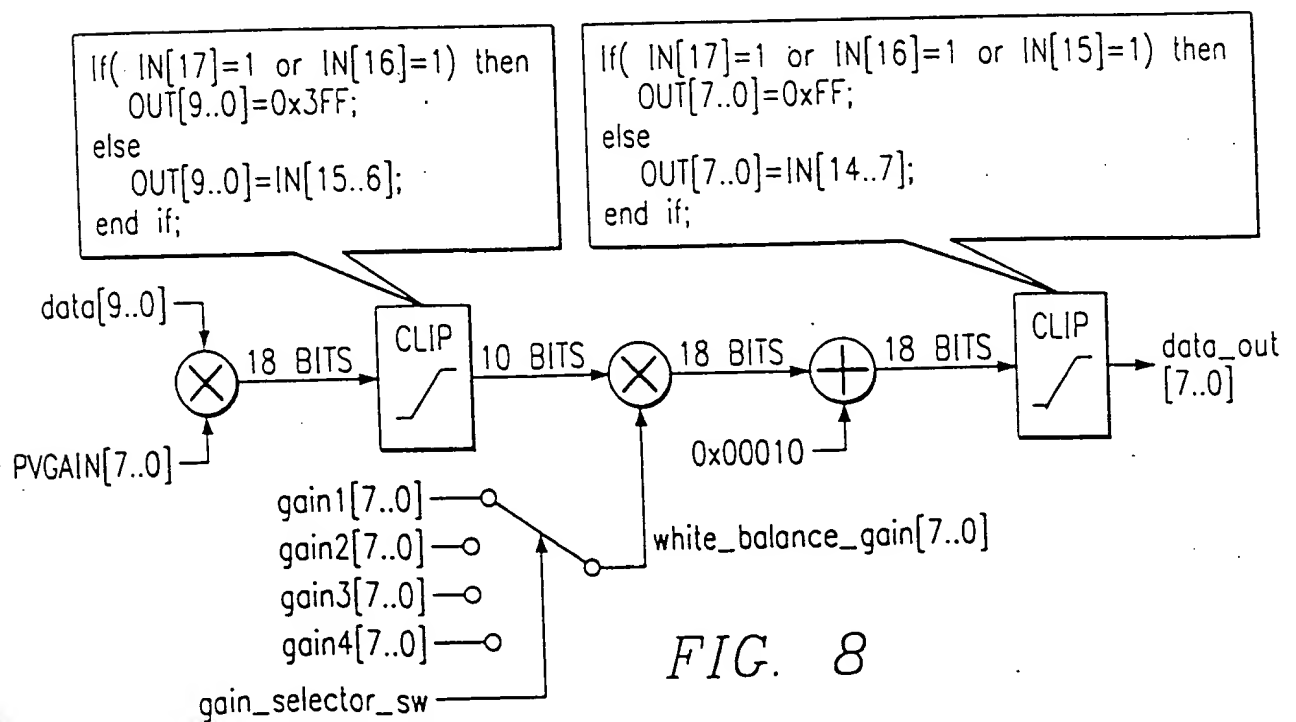 If( IN[17]=1 or IN[16]=1) then
OUT[9..0]=0x3FF;
else
OUT[9..0]=IN[15..6];
end if;
If( IN[17]=1 or IN[16]=1 or IN[15]=1) then
OUT[7..0]=0xFF;
else
OUT[7..0]=IN[14..7];
end if;
data[9..0]
18 BITS
CLIP
10 BITS
18 BITS
18 BITS
CLIP
data_out
[7..0]
PVGAIN[7..0]
0x00010
gain1[7..0]
gain2[7..0]
gain3[7..0]
gain4[7..0]
white_balance_gain[7..0]
gain_selector_sw
FIG. 8